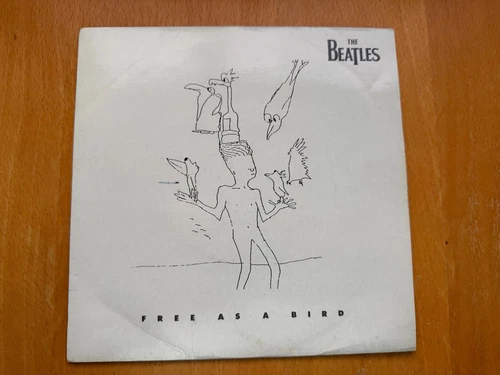 THE
BEATLES
FREE AS A BIRD